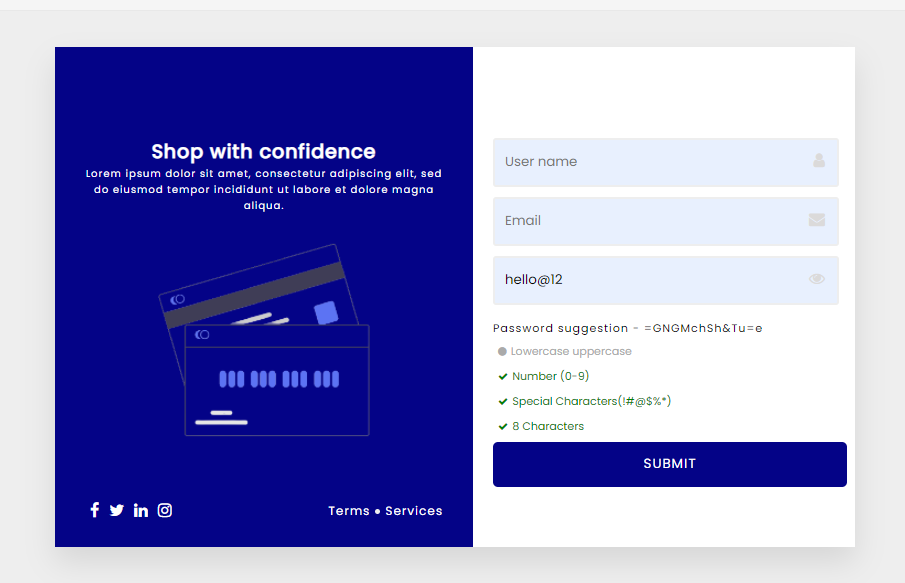 Shop with confidence
Lorem ipsum dolor sit amet, consectetur adipiscing elit, sed
do eiusmod tempor incididunt ut labore et dolore magna
aliqua.
Terms ● Services
User name
Email
hello@12
Password suggestion - =GNGMchSh&Tu=e
Lowercase uppercase
Number (0-9)
Special Characters(!#@$%*)
8 Characters
SUBMIT